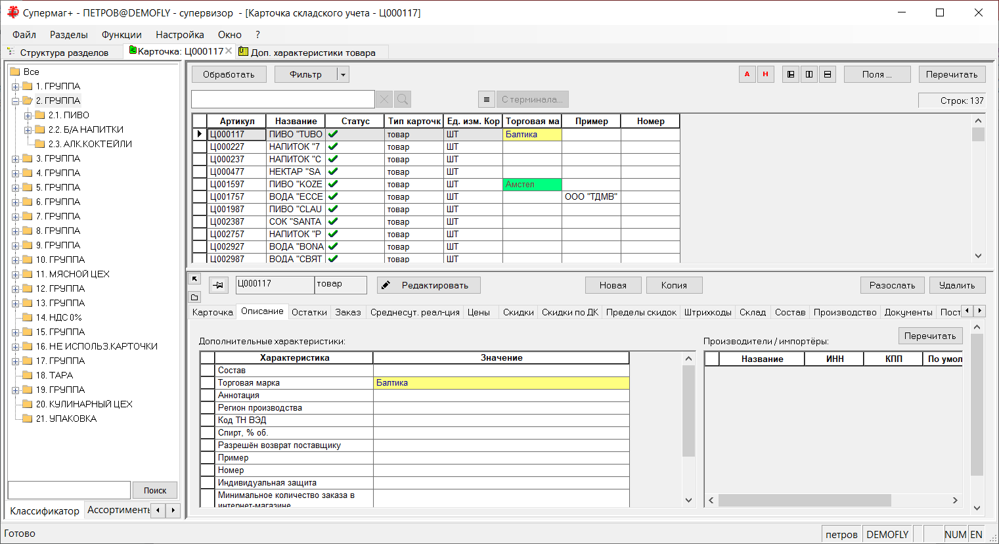 Супермаг+ - ПЕТРОВ@DEMOFLY - супервизор - [Карточка складского учета - Ц000117]
Файл Разделы Функции Настройка Окно ?
Структура разделов Карточка: Ц000117 Доп. характеристики товара
Все
1. ГРУППА
2. ГРУППА
2.1. ПИВО
2.2. Б/А НАПИТКИ
2.3. АЛК.КОКТЕЙЛИ
3. ГРУППА
4. ГРУППА
5. ГРУППА
6. ГРУППА
7. ГРУППА
8. ГРУППА
9. ГРУППА
10. ГРУППА
11. МЯСНОЙ ЦЕХ
12. ГРУППА
13. ГРУППА
14. НДС 0%
15. ГРУППА
16. НЕ ИСПОЛЬЗ.КАРТОЧКИ
17. ГРУППА
18. ТАРА
19. ГРУППА
20. КУЛИНАРНЫЙ ЦЕХ
21. УПАКОВКА
Поиск
Классификатор Ассортименть
Обработать Фильтр А Н Поля ... Перечитать
С терминала... Строк: 137
Артикул Название Статус Тип карточк Ед. изм. Кор Торговая ма Пример Номер
Ц000117 ПИВО "TUBO товар ШТ Балтика
Ц000227 НАПИТОК "7 товар ШТ
Ц000237 НАПИТОК "С товар ШТ
Ц000477 НЕКТАР "SA товар ШТ
Ц001597 ПИВО "KOZE товар ШТ Амстел
Ц001757 ВОДА "ECCE товар ШТ ООО "ТДМВ"
Ц001987 ПИВО "CLAU товар ШТ
Ц002387 СОК "SANTA товар ШТ
Ц002757 НАПИТОК "Р товар ШТ
Ц002927 ВОДА "BONA товар ШТ
Ц002987 ВОДА "СВЯТ товар ШТ
Ц000117 товар Редактировать Новая Копия Разослать Удалить
Карточка Описание Остатки Заказ Среднесут. реал-ция Цены Скидки Скидки по ДК Пределы скидок Штрихкоды Склад Состав Производство Документы Пост
Дополнительные характеристики:
Характеристика Значение
Состав
Торговая марка Балтика
Аннотация
Регион производства
Код ТН ВЭД
Спирт, % об.
Разрешён возврат поставщику
Пример
Номер
Индивидуальная защита
Минимальное количество заказа в
интернет-магазине
Производители / импортёры: Перечитать
Название ИНН КПП По умол
Готово петров DEMOFLY NUM EN